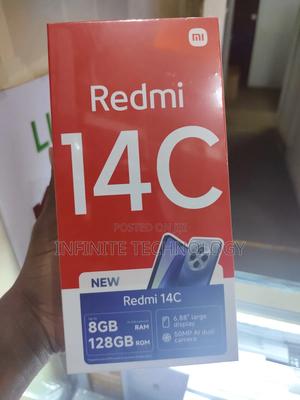 mi
Redmi
14C
POSTED ON
INFINITE TECHNOLOGY
NEW
Redmi 14C
8GB RAM
128GB ROM
6.88" large
display
50MP AI dual
camera